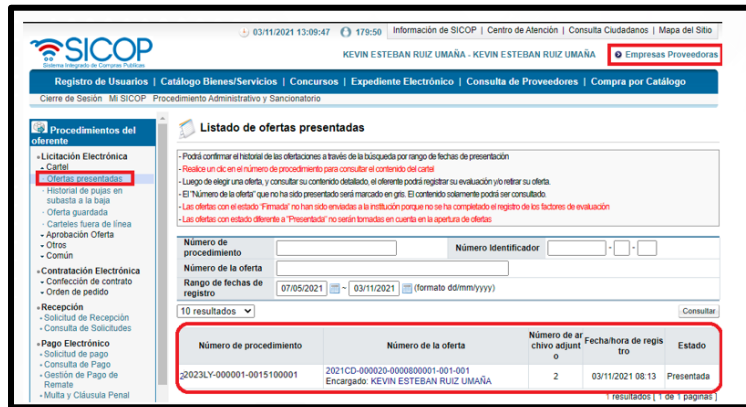 03/11/2021 13:09:47 179:50 Información de SICOP | Centro de Atención | Consulta Ciudadanos | Mapa del Sitio
SICOP
Sistema Integrado de Compras Públicas
KEVIN ESTEBAN RUIZ UMAÑA - KEVIN ESTEBAN RUIZ UMAÑA Empresas Proveedoras
Registro de Usuarios | Catálogo Bienes/Servicios | Concursos | Expediente Electrónico | Consulta de Proveedores | Compra por Catálogo
Cierre de Sesión Mi SICOP Procedimiento Administrativo y Sancionatorio
Procedimientos del oferente
Licitación Electrónica
Cartel
Ofertas presentadas
Historial de pujas en subasta a la baja
Oferta guardada
Carteles fuera de línea
Aprobación Oferta
Otros
Común
Contratación Electrónica
Confección de contrato
Orden de pedido
Recepción
Solicitud de Recepción
Consulta de Solicitudes
Pago Electrónico
Solicitud de pago
Consulta de Pago
Gestión de Pago de Remate
Multa y Cláusula Penal
Listado de ofertas presentadas
- Podrá confirmar el historial de las ofertaciones a través de la búsqueda por rango de fechas de presentación
- Realice un clic en el número de procedimiento para consultar el contenido del cartel
- Luego de elegir una oferta, y consultar su contenido detallado, el oferente podrá registrar su evaluación y/o retirar su oferta.
- El "Número de la oferta" que no ha sido presentado será marcado en gris. El contenido solamente podrá ser consultado.
- Las ofertas con el estado "Firmada" no han sido enviadas a la institución porque no se ha completado el registro de los factores de evaluación
- Las ofertas con estado diferente a "Presentada" no serán tomadas en cuenta en la apertura de ofertas
Número de procedimiento Número Identificador - -
Número de la oferta
Rango de fechas de registro 07/05/2021 ~ 03/11/2021 (formato dd/mm/yyyy)
10 resultados Consultar
Número de procedimiento Número de la oferta Número de ar chivo adjunt o Fecha/hora de regis tro Estado
2023LY-000001-0015100001 2021CD-000020-0000800001-001-001 2 03/11/2021 08:13 Presentada
Encargado: KEVIN ESTEBAN RUIZ UMAÑA
1 resultados [ 1 de 1 páginas ]